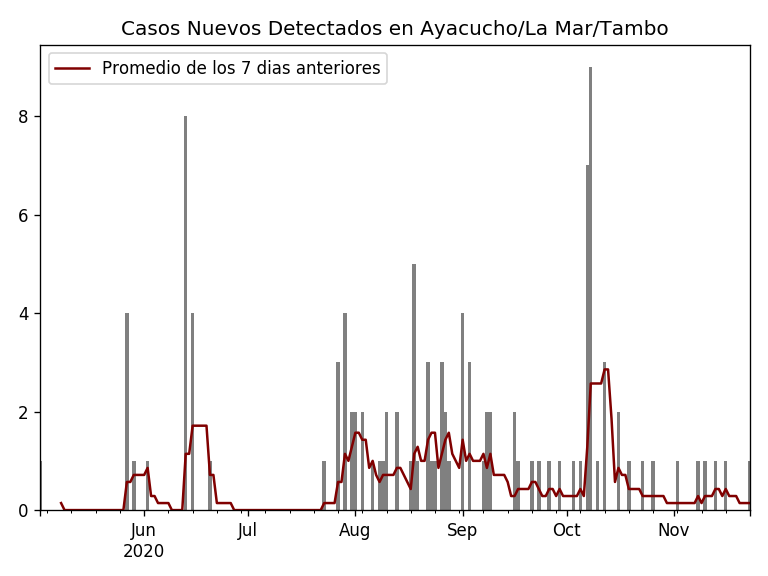 Casos Nuevos Detectados en Ayacucho/La Mar/Tambo
Promedio de los 7 dias anteriores
8
6
4
2
0
Jun Jul Aug Sep Oct Nov
2020